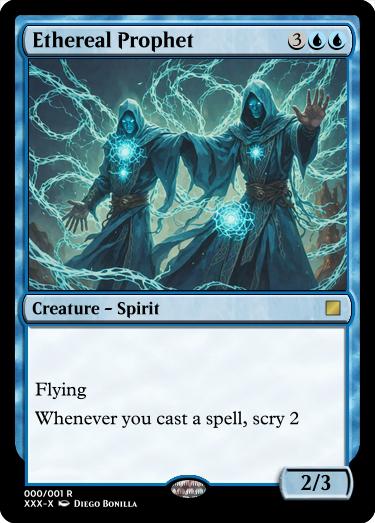 Ethereal Prophet 3
Creature – Spirit
Flying
Whenever you cast a spell, scry 2
2/3
000/001 R
XXX-X Diego Bonilla